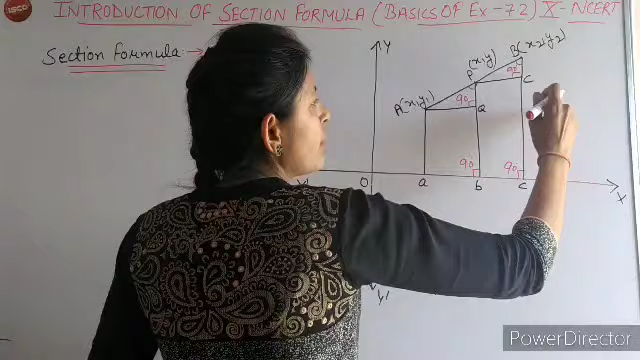 INTRODUCTION OF SECTION FORMULA (BASICS OF EX-7.2) X-NCERT
Section Formula →
Y
B(x2,y2)
P(x,y)
90
C
A(x1,y1)
90
Q
90
90
O
a
b
c
X
Y'
PowerDirector